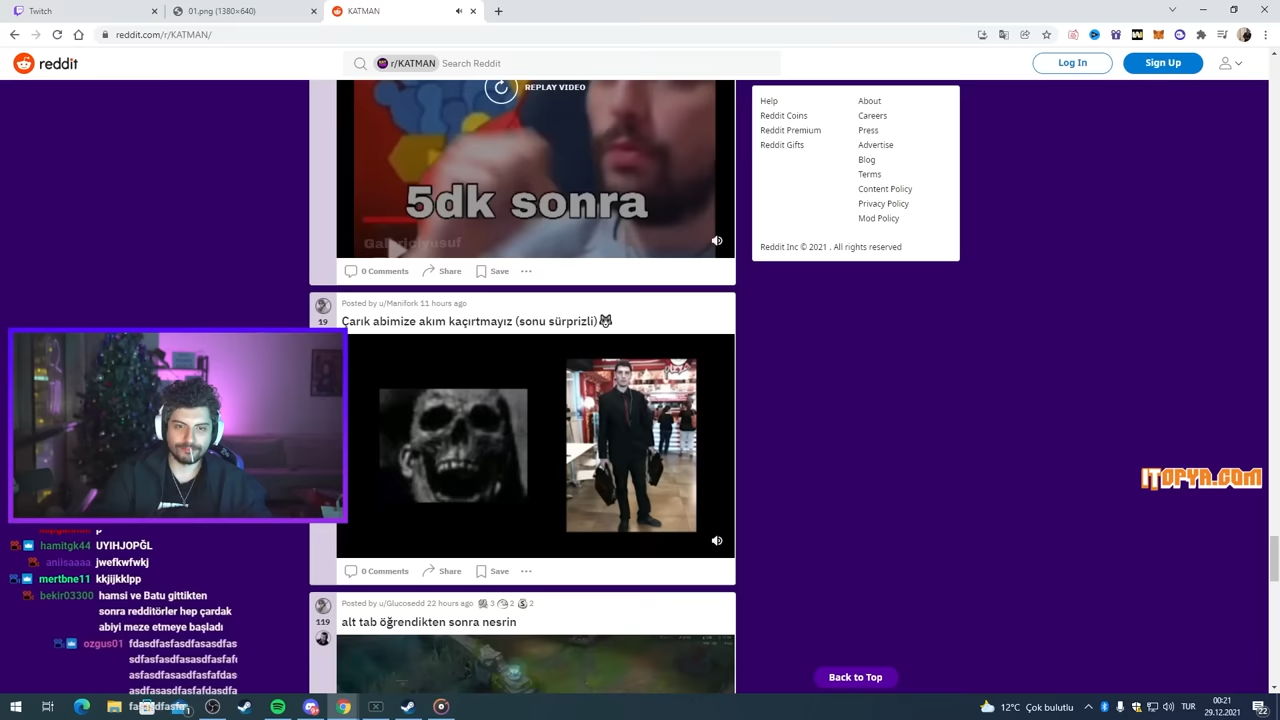 Twitch
01.png (1380×640)
KATMAN
reddit.com/r/KATMAN/
reddit
r/KATMAN
Search Reddit
Log In
Sign Up
REPLAY VIDEO
5dk sonra
0 Comments
Share
Save
Help
Reddit Coins
Reddit Premium
Reddit Gifts
About
Careers
Press
Advertise
Blog
Terms
Content Policy
Privacy Policy
Mod Policy
Reddit Inc © 2021 . All rights reserved
Posted by u/Manifork 11 hours ago
19
Çarık abimize akım kaçırtmayız (sonu sürprizli)
0 Comments
Share
Save
Posted by u/Glucosedd 22 hours ago
3
2
2
119
alt tab öğrendikten sonra nesrin
hamitgk44 UYIHJOPĞL
aniisaaaa jwefkwfwkj
mertbne11 kkjijkklpp
bekir03300 hamsi ve Batu gittikten
sonra redditörler hep çardak
abiyi meze etmeye başladı
ozgus01 fdasdfasfasdfasdfas
ITOPYA.COM
Back to Top
12°C Çok bulutlu
TUR
00:21
29.12.2021
22